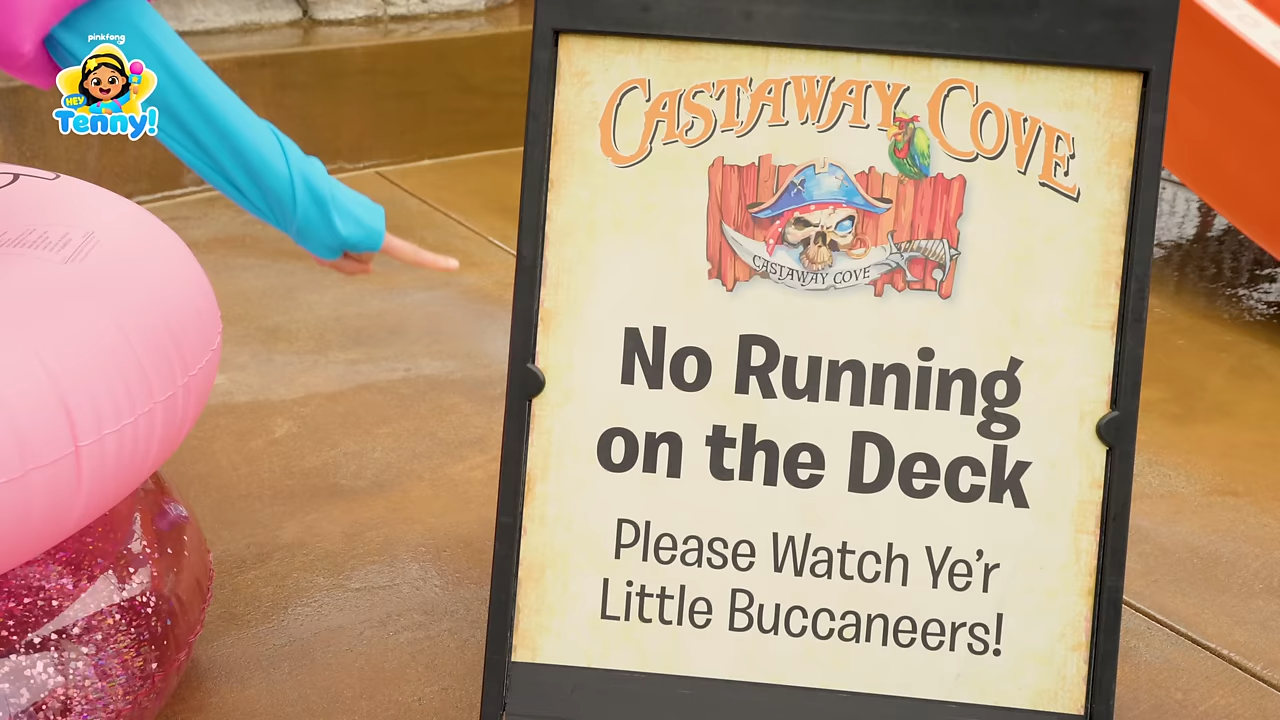 pinkfong
HEY
Tenny!
CASTAWAY COVE
CASTAWAY COVE
No Running
on the Deck
Please Watch Ye'r
Little Buccaneers!